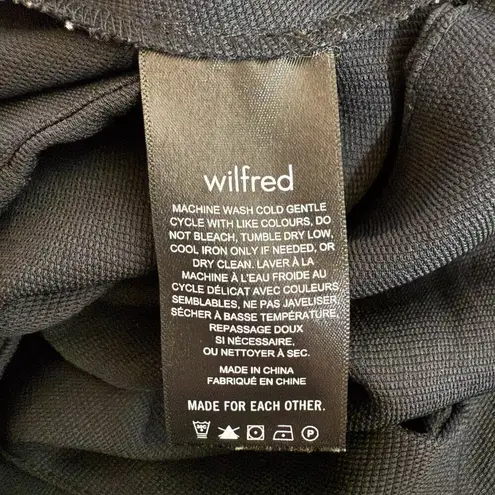 wilfred
MACHINE WASH COLD GENTLE
CYCLE WITH LIKE COLOURS, DO
NOT BLEACH, TUMBLE DRY LOW,
COOL IRON ONLY IF NEEDED, OR
DRY CLEAN. LAVER À LA
MACHINE À L'EAU FROIDE AU
CYCLE DÉLICAT AVEC COULEURS
SEMBLABLES, NE PAS JAVELISER,
SÉCHER À BASSE TEMPÉRATURE,
REPASSAGE DOUX
SI NÉCESSAIRE.
OU NETTOYER À SEC.
MADE IN CHINA
FABRIQUÉ EN CHINE
MADE FOR EACH OTHER.
30C P